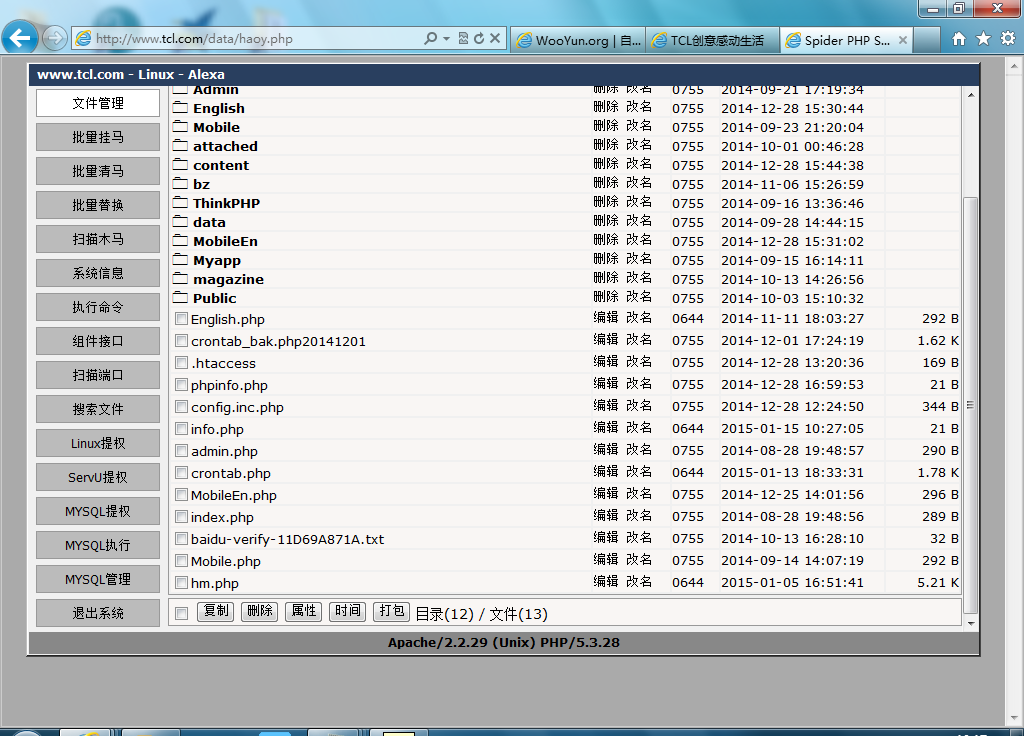 http://www.tcl.com/data/haoy.php
WooYun.org | 自...
TCL创意感动生活
Spider PHP S...
www.tcl.com - Linux - Alexa
文件管理
批量挂马
批量清马
批量替换
扫描木马
系统信息
执行命令
组件接口
扫描端口
搜索文件
Linux提权
ServU提权
MYSQL提权
MYSQL执行
MYSQL管理
退出系统
Admin 删除 改名 0755 2014-09-21 17:19:34
English 删除 改名 0755 2014-12-28 15:30:44
Mobile 删除 改名 0755 2014-09-23 21:20:04
attached 删除 改名 0755 2014-10-01 00:46:28
content 删除 改名 0755 2014-12-28 15:44:38
bz 删除 改名 0755 2014-11-06 15:26:59
ThinkPHP 删除 改名 0755 2014-09-16 13:36:46
data 删除 改名 0755 2014-09-28 14:44:15
MobileEn 删除 改名 0755 2014-12-28 15:31:02
Myapp 删除 改名 0755 2014-09-15 16:14:11
magazine 删除 改名 0755 2014-10-13 14:26:56
Public 删除 改名 0755 2014-10-03 15:10:32
English.php 编辑 改名 0644 2014-11-11 18:03:27 292 B
crontab_bak.php20141201 编辑 改名 0755 2014-12-01 17:24:19 1.62 K
.htaccess 编辑 改名 0755 2014-12-28 13:20:36 169 B
phpinfo.php 编辑 改名 0755 2014-12-28 16:59:53 21 B
config.inc.php 编辑 改名 0755 2014-12-28 12:24:50 344 B
info.php 编辑 改名 0644 2015-01-15 10:27:05 21 B
admin.php 编辑 改名 0755 2014-08-28 19:48:57 290 B
crontab.php 编辑 改名 0644 2015-01-13 18:33:31 1.78 K
MobileEn.php 编辑 改名 0755 2014-12-25 14:01:56 296 B
index.php 编辑 改名 0755 2014-08-28 19:48:56 289 B
baidu-verify-11D69A871A.txt 编辑 改名 0755 2014-10-13 16:28:10 32 B
Mobile.php 编辑 改名 0755 2014-09-14 14:07:19 292 B
hm.php 编辑 改名 0644 2015-01-05 16:51:41 5.21 K
复制 删除 属性 时间 打包 目录(12) / 文件(13)
Apache/2.2.29 (Unix) PHP/5.3.28